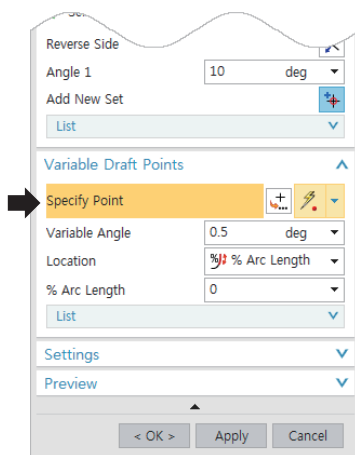 Reverse Side
Angle 1 10 deg
Add New Set
List
Variable Draft Points
Specify Point
Variable Angle 0.5 deg
Location % Arc Length
% Arc Length 0
List
Settings
Preview
< OK > Apply Cancel